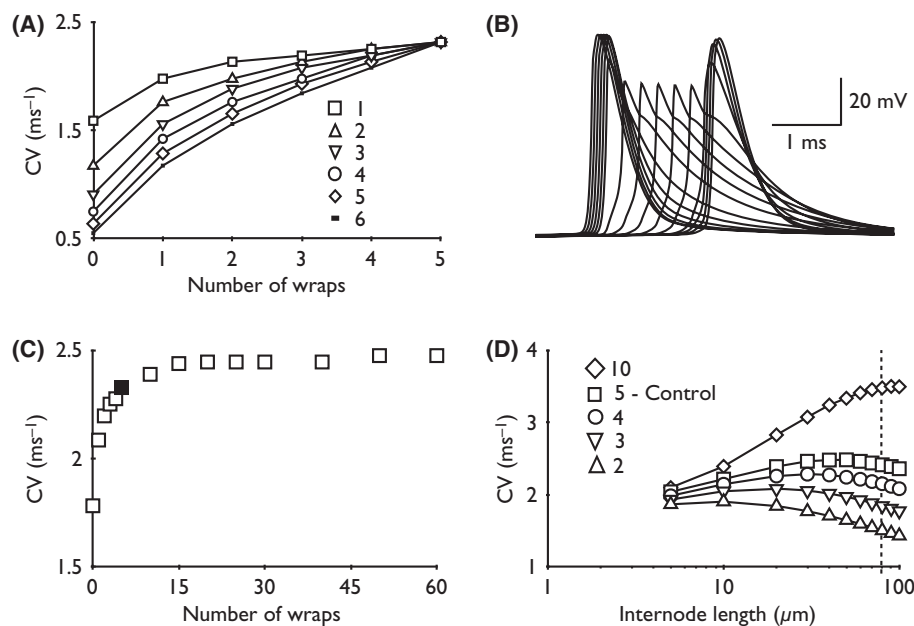 (A)
2.5
1.5
0.5
CV (ms⁻¹)
1
2
3
4
5
6
0 1 2 3 4 5
Number of wraps
(B)
20 mV
1 ms
(C)
2.5
2
1.5
CV (ms⁻¹)
0 15 30 45 60
Number of wraps
(D)
4
3
2
1
CV (ms⁻¹)
10
5 - Control
4
3
2
1 10 100
Internode length (μm)